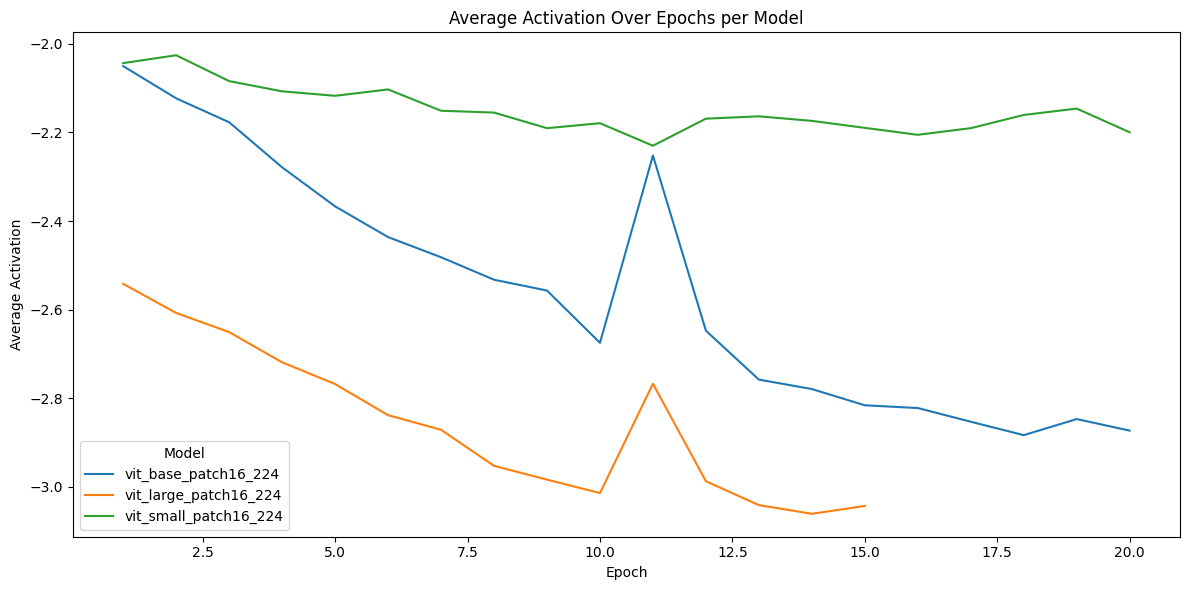 Average Activation Over Epochs per Model
Average Activation
−2.0
−2.2
−2.4
−2.6
−2.8
−3.0
Model
vit_base_patch16_224
vit_large_patch16_224
vit_small_patch16_224
2.5 5.0 7.5 10.0 12.5 15.0 17.5 20.0
Epoch